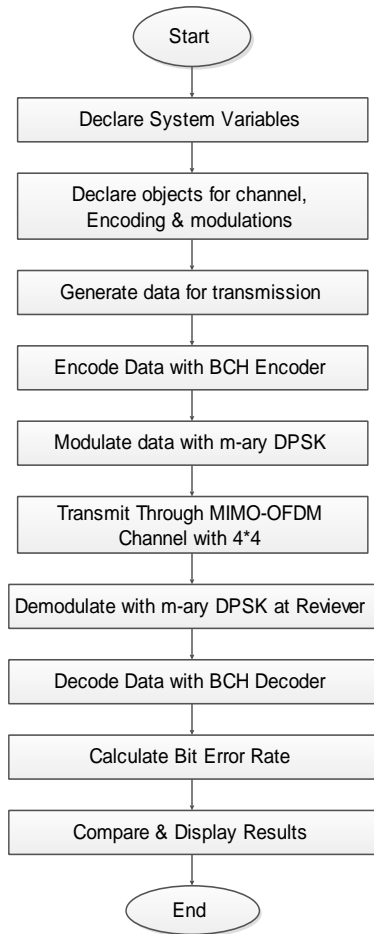 Start
Declare System Variables
Declare objects for channel,
Encoding & modulations
Generate data for transmission
Encode Data with BCH Encoder
Modulate data with m-ary DPSK
Transmit Through MIMO-OFDM
Channel with 4*4
Demodulate with m-ary DPSK at Reviever
Decode Data with BCH Decoder
Calculate Bit Error Rate
Compare & Display Results
End